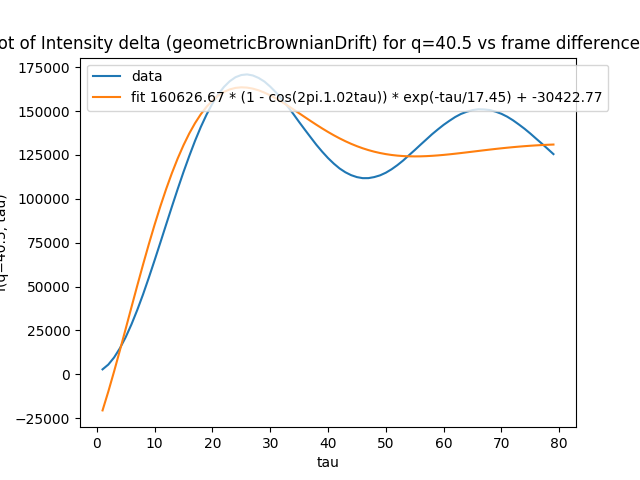 ot of Intensity delta (geometricBrownianDrift) for q=40.5 vs frame difference
data
fit 160626.67 * (1 - cos(2pi.1.02tau)) * exp(-tau/17.45) + -30422.77
175000
150000
125000
100000
75000
50000
25000
0
−25000
0 10 20 30 40 50 60 70 80
tau
I(q=40.5, tau)